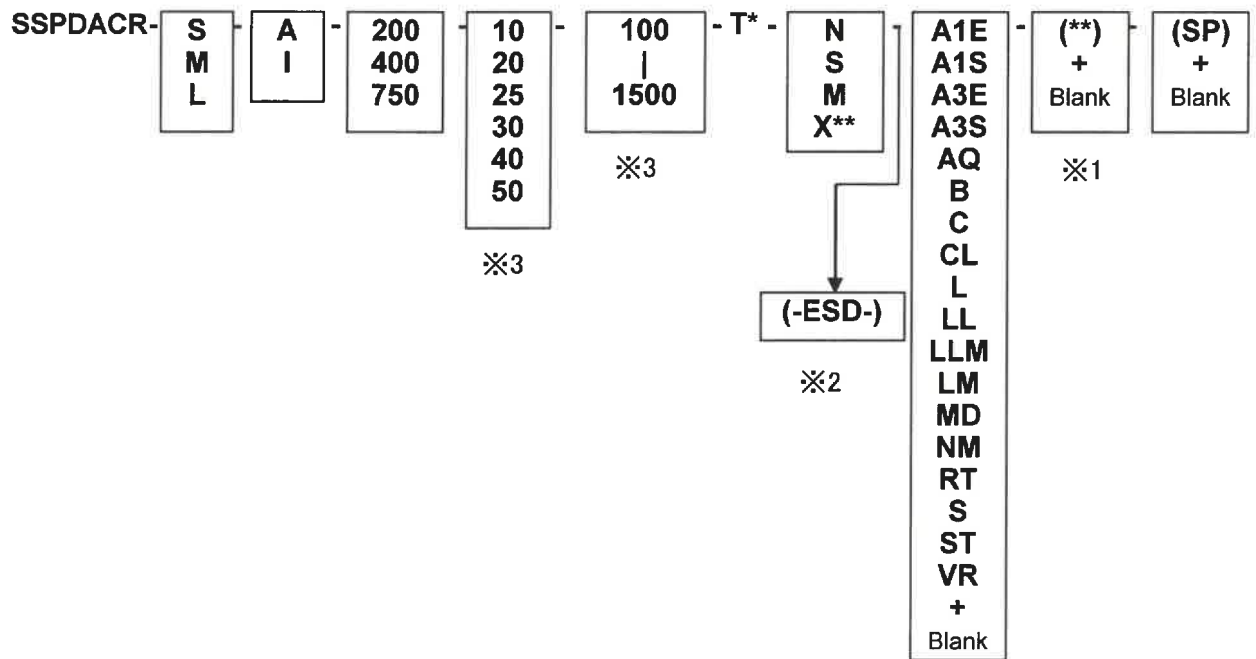 SSPDACR- S - A - 200 - 10 - 100 - T* - N - A1E - (**) - (SP)
M I 400 20 | S A1S + +
L 750 25 1500 M A3E Blank Blank
30 X** A3S
40 ※3 AQ ※1
50 B
C
※3 CL
L
(-ESD-) LL
LLM
※2 LM
MD
NM
RT
S
ST
VR
+
Blank